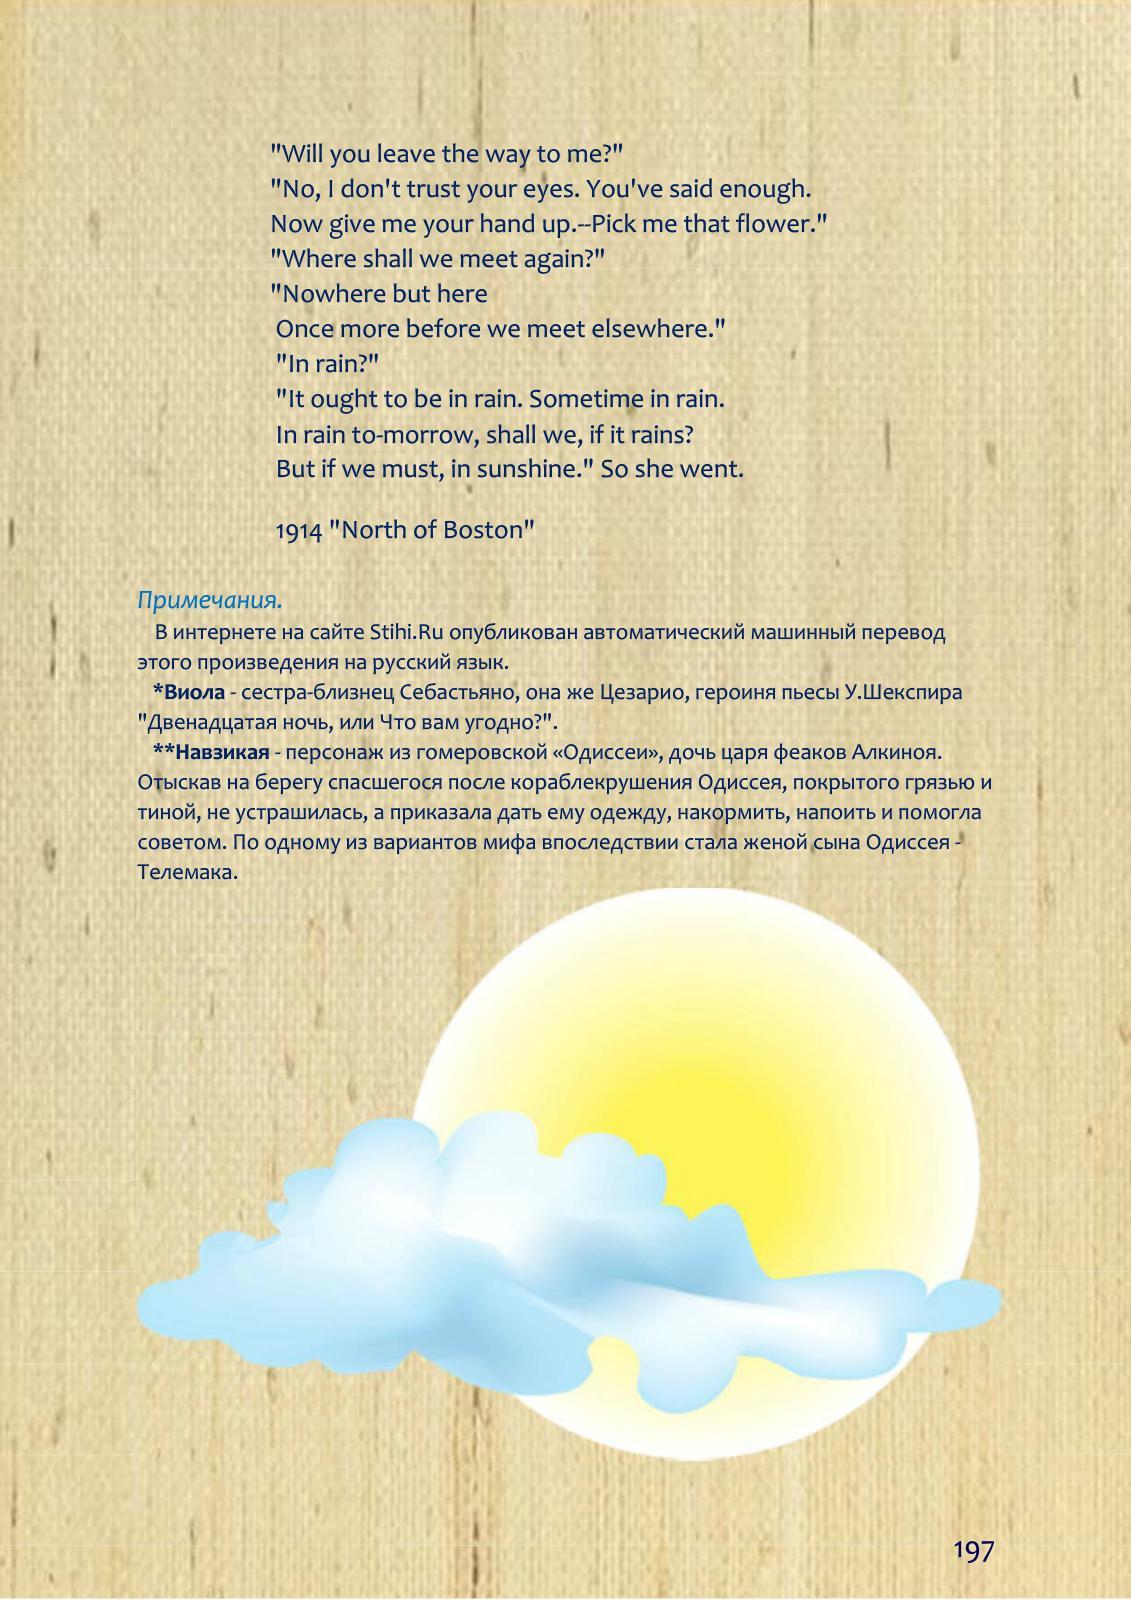 "Will you leave the way to me?"
"No, I don't trust your eyes. You've said enough.
Now give me your hand up.--Pick me that flower."
"Where shall we meet again?"
"Nowhere but here
Once more before we meet elsewhere."
"In rain?"
"It ought to be in rain. Sometime in rain.
In rain to-morrow, shall we, if it rains?
But if we must, in sunshine." So she went.
1914 "North of Boston"
Примечания.
В интернете на сайте Stihi.Ru опубликован автоматический машинный перевод
этого произведения на русский язык.
*Виола - сестра-близнец Себастьяно, она же Цезарио, героиня пьесы У.Шекспира
"Двенадцатая ночь, или Что вам угодно?".
**Навзикая - персонаж из гомеровской «Одиссеи», дочь царя феаков Алкиноя.
Отыскав на берегу спасшегося после кораблекрушения Одиссея, покрытого грязью и
тиной, не устрашилась, а приказала дать ему одежду, накормить, напоить и помогла
советом. По одному из вариантов мифа впоследствии стала женой сына Одиссея -
Телемака.
197